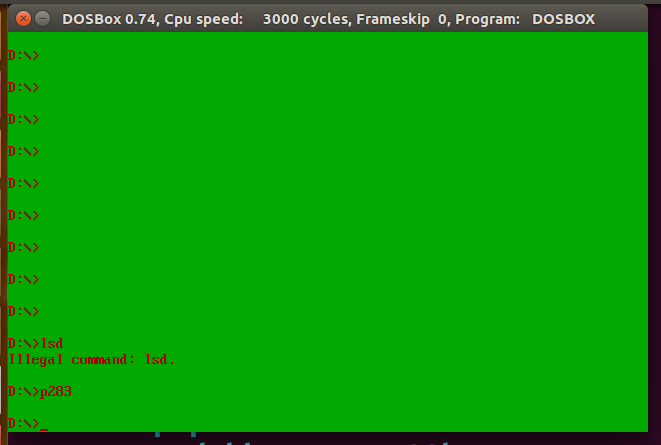 DOSBox 0.74, Cpu speed: 3000 cycles, Frameskip 0, Program: DOSBOX
D:\>
D:\>
D:\>
D:\>
D:\>
D:\>
D:\>
D:\>
D:\>
D:\>lsd
Illegal command: lsd.
D:\>p283
D:\>_